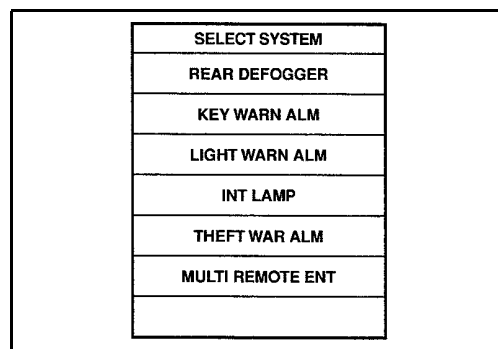 SELECT SYSTEM
REAR DEFOGGER
KEY WARN ALM
LIGHT WARN ALM
INT LAMP
THEFT WAR ALM
MULTI REMOTE ENT